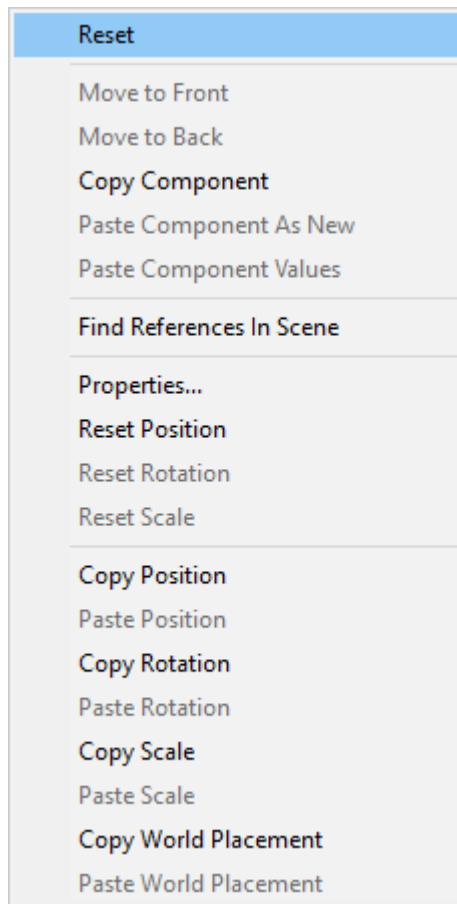 Reset
Move to Front
Move to Back
Copy Component
Paste Component As New
Paste Component Values
Find References In Scene
Properties...
Reset Position
Reset Rotation
Reset Scale
Copy Position
Paste Position
Copy Rotation
Paste Rotation
Copy Scale
Paste Scale
Copy World Placement
Paste World Placement